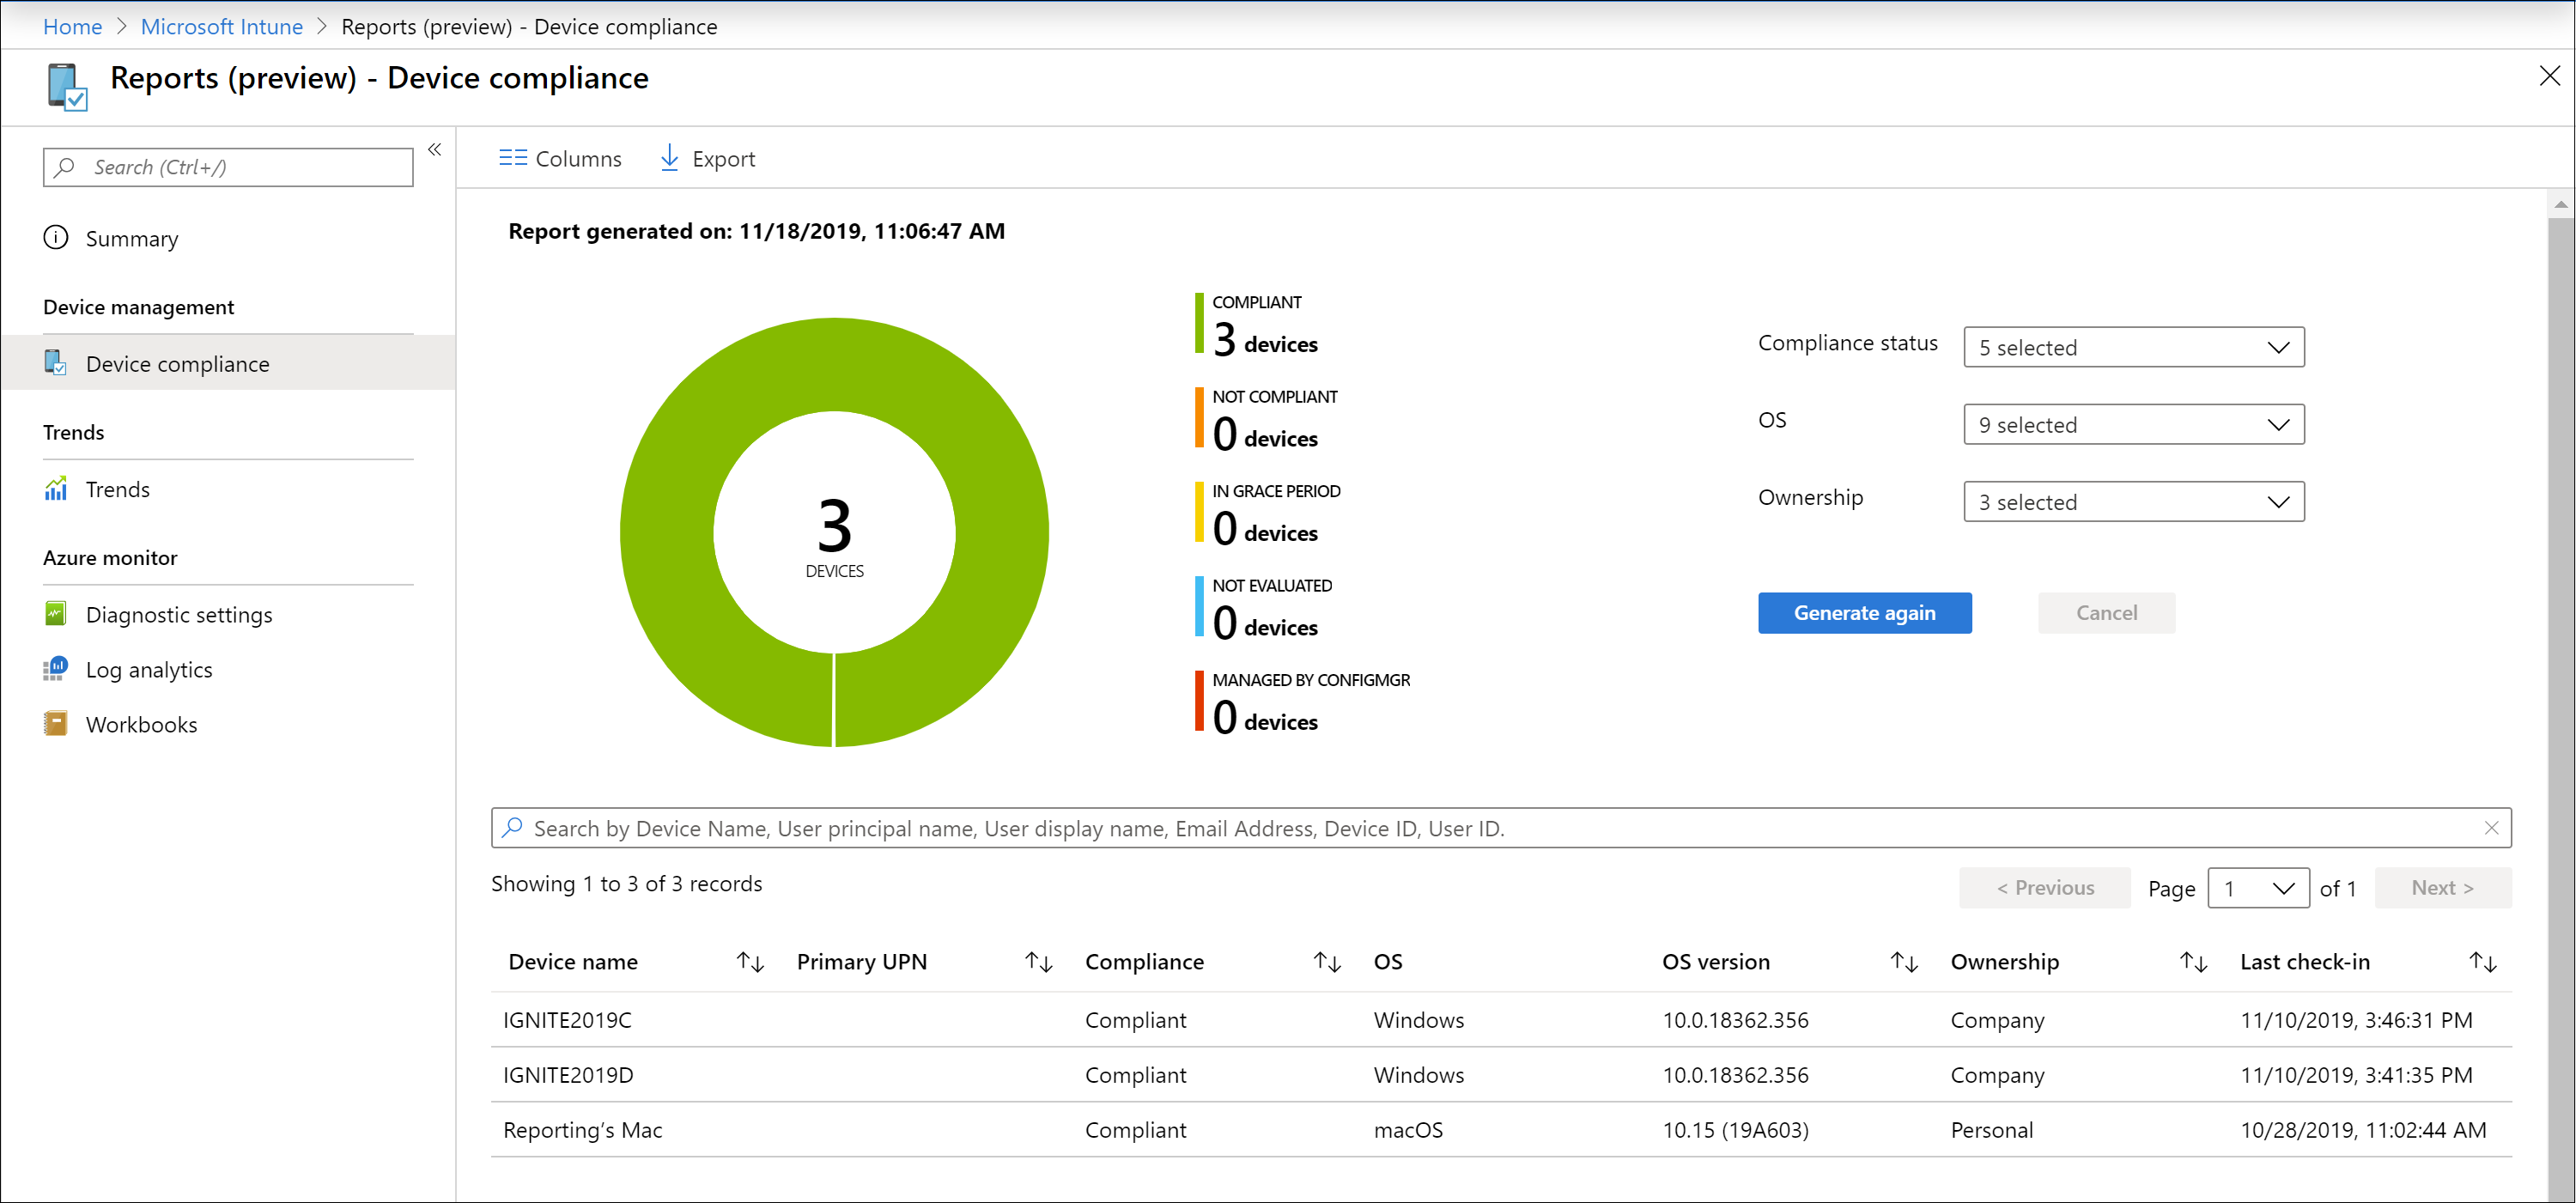 Home > Microsoft Intune > Reports (preview) - Device compliance
Reports (preview) - Device compliance
Search (Ctrl+/)
Summary
Device management
Device compliance
Trends
Trends
Azure monitor
Diagnostic settings
Log analytics
Workbooks
Columns Export
Report generated on: 11/18/2019, 11:06:47 AM
3
DEVICES
COMPLIANT
3 devices
NOT COMPLIANT
0 devices
IN GRACE PERIOD
0 devices
NOT EVALUATED
0 devices
MANAGED BY CONFIGMGR
0 devices
Compliance status 5 selected
OS 9 selected
Ownership 3 selected
Generate again Cancel
Search by Device Name, User principal name, User display name, Email Address, Device ID, User ID.
Showing 1 to 3 of 3 records
< Previous Page 1 of 1 Next >
Device name Primary UPN Compliance OS OS version Ownership Last check-in
IGNITE2019C Compliant Windows 10.0.18362.356 Company 11/10/2019, 3:46:31 PM
IGNITE2019D Compliant Windows 10.0.18362.356 Company 11/10/2019, 3:41:35 PM
Reporting’s Mac Compliant macOS 10.15 (19A603) Personal 10/28/2019, 11:02:44 AM